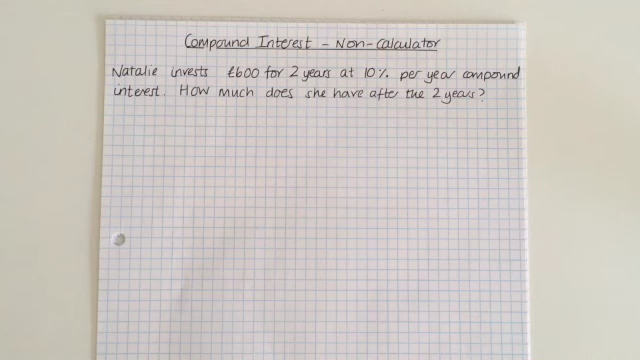 Compound Interest - Non-Calculator
Natalie invests £600 for 2 years at 10% per year compound
interest. How much does she have after the 2 years?